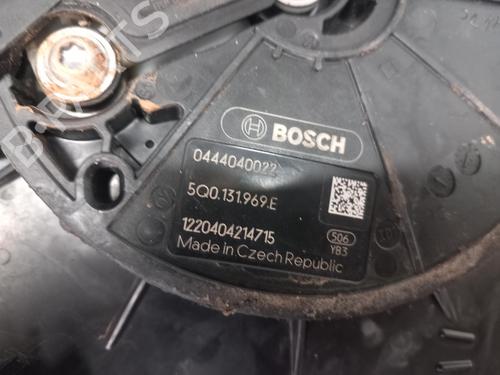 BOSCH
0444040022
5Q0.131.969.E
1220404214715
506
YB3
Made in Czech Republic